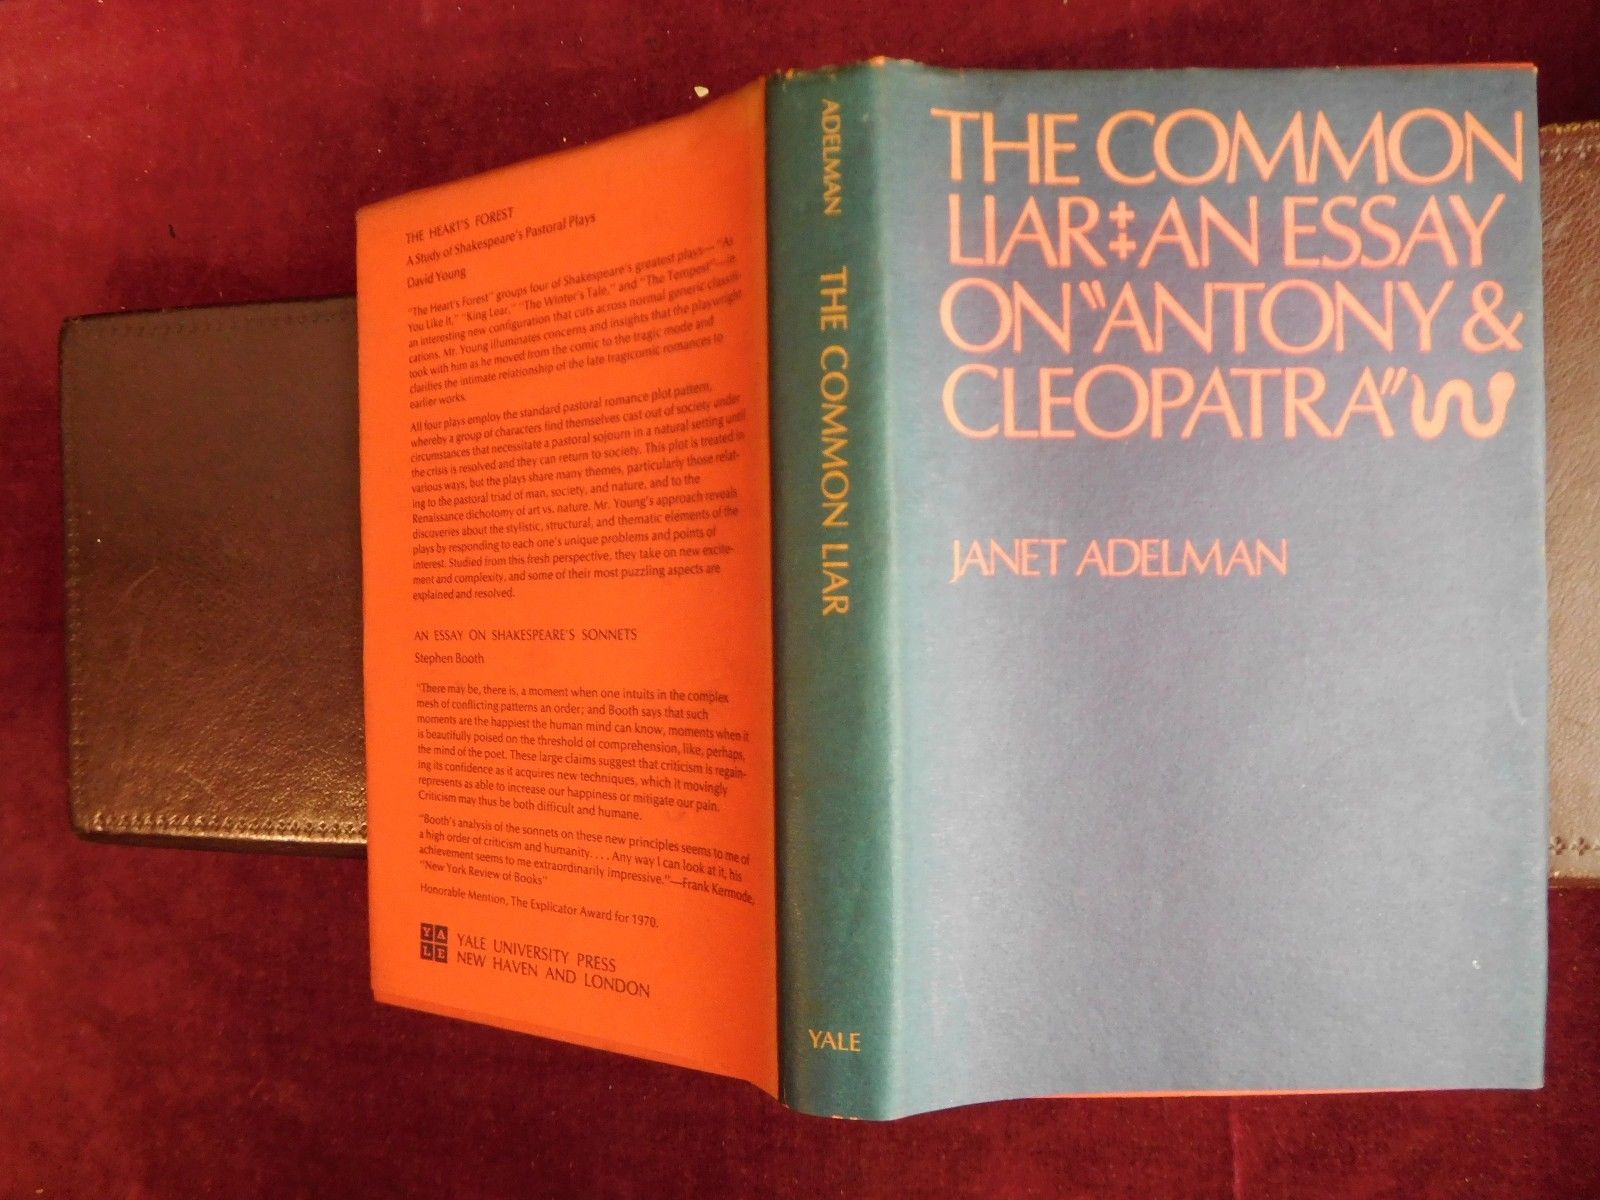 THE HEART'S FOREST
A Study of Shakespeare's Pastoral Plays
David Young
"The Heart's Forest" groups four of Shakespeare's greatest plays—"As
You Like it," "King Lear," "The Winter's Tale," and "The Tempest"—in
an interesting new configuration that cuts across normal generic classifi-
cations. Mr. Young illuminates concerns and insights that the playwright
took with him as he moved from the comic to the tragic mode and
clarifies the intimate relationship of the late tragicomic romances to
earlier works.
All four plays employ the standard pastoral romance plot pattern,
whereby a group of characters find themselves cast out of society under
circumstances that necessitate a pastoral sojourn in a natural setting until
the crisis is resolved and they can return to society. This plot is treated in
various ways, but the plays share many themes, particularly those relat-
ing to the pastoral triad of man, society, and nature, and to the
Renaissance dichotomy of art vs. nature. Mr. Young's approach reveals
discoveries about the stylistic, structural, and thematic elements of the
plays by responding to each one's unique problems and points of
interest. Studied from this fresh perspective, they take on new excite-
ment and complexity, and some of their most puzzling aspects are
explained and resolved.
AN ESSAY ON SHAKESPEARE'S SONNETS
Stephen Booth
"There may be, there is, a moment when one intuits in the complex
mesh of conflicting patterns an order; and Booth says that such
moments are the happiest the human mind can know, moments when it
is beautifully poised on the threshold of comprehension, like, perhaps,
the mind of the poet. These large claims suggest that criticism is regain-
ing its confidence as it acquires new techniques, which it movingly
represents as able to increase our happiness or mitigate our pain.
Criticism may thus be both difficult and humane.
"Booth's analysis of the sonnets on these new principles seems to me of
a high order of criticism and humanity. . . . Any way I can look at it, his
achievement seems to me extraordinarily impressive."—Frank Kermode,
"New York Review of Books"
Honorable Mention, The Explicator Award for 1970.
YALE
YALE UNIVERSITY PRESS
NEW HAVEN AND LONDON
ADELMAN THE COMMON LIAR
YALE
THE COMMON
LIAR‡AN ESSAY
ON "ANTONY &
CLEOPATRA"
JANET ADELMAN